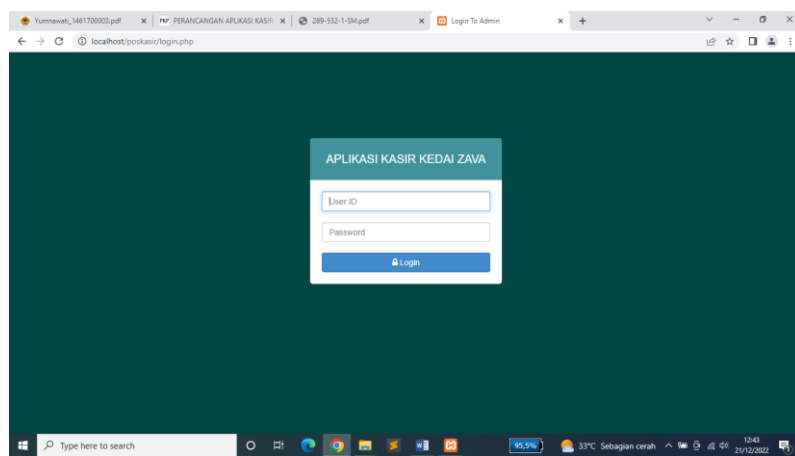 Yumnawati_1461700003.pdf
PERANCANGAN APLIKASI KASIR
289-532-1-SM.pdf
Login To Admin
localhost/poskasir/login.php
APLIKASI KASIR KEDAI ZAVA
User ID
Password
Login
Type here to search
95,5%
33°C Sebagian cerah
12:43
21/12/2022